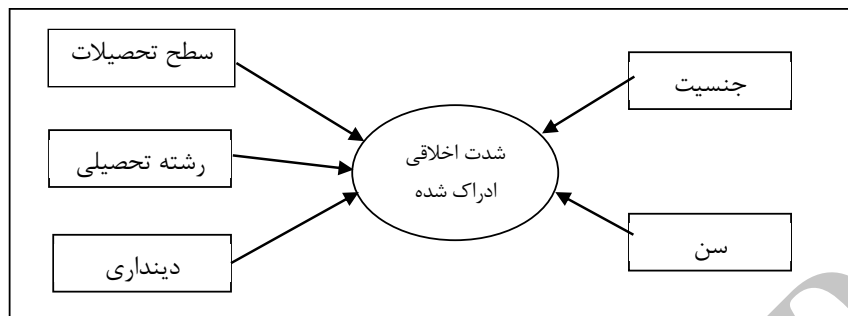 سطح تحصیلات
جنسیت
شدت اخلاقی
ادراک شده
رشته تحصیلی
سن
دینداری